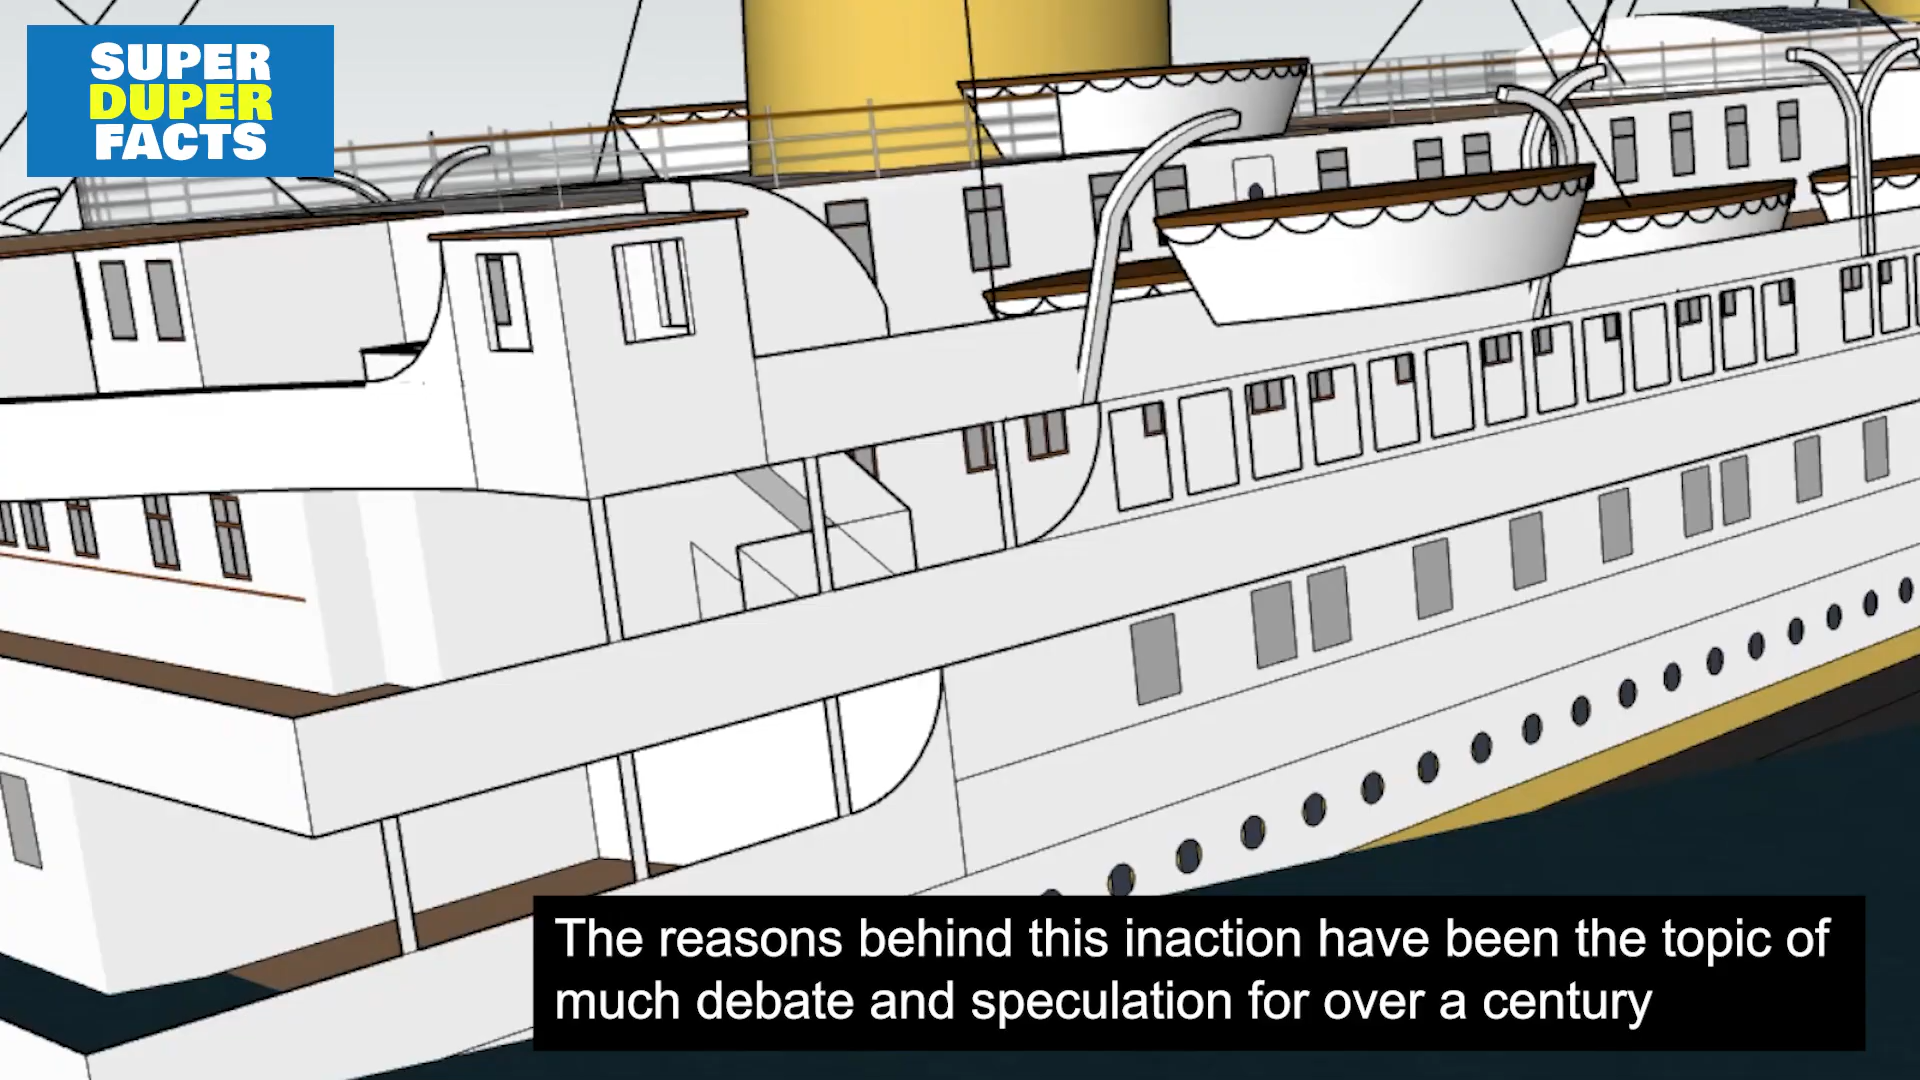 SUPER
DUPER
FACTS
The reasons behind this inaction have been the topic of
much debate and speculation for over a century